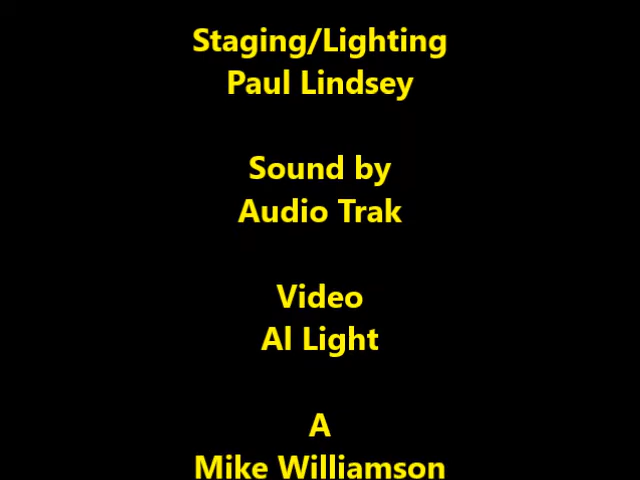 Staging/Lighting
Paul Lindsey
Sound by
Audio Trak
Video
Al Light
A
Mike Williamson